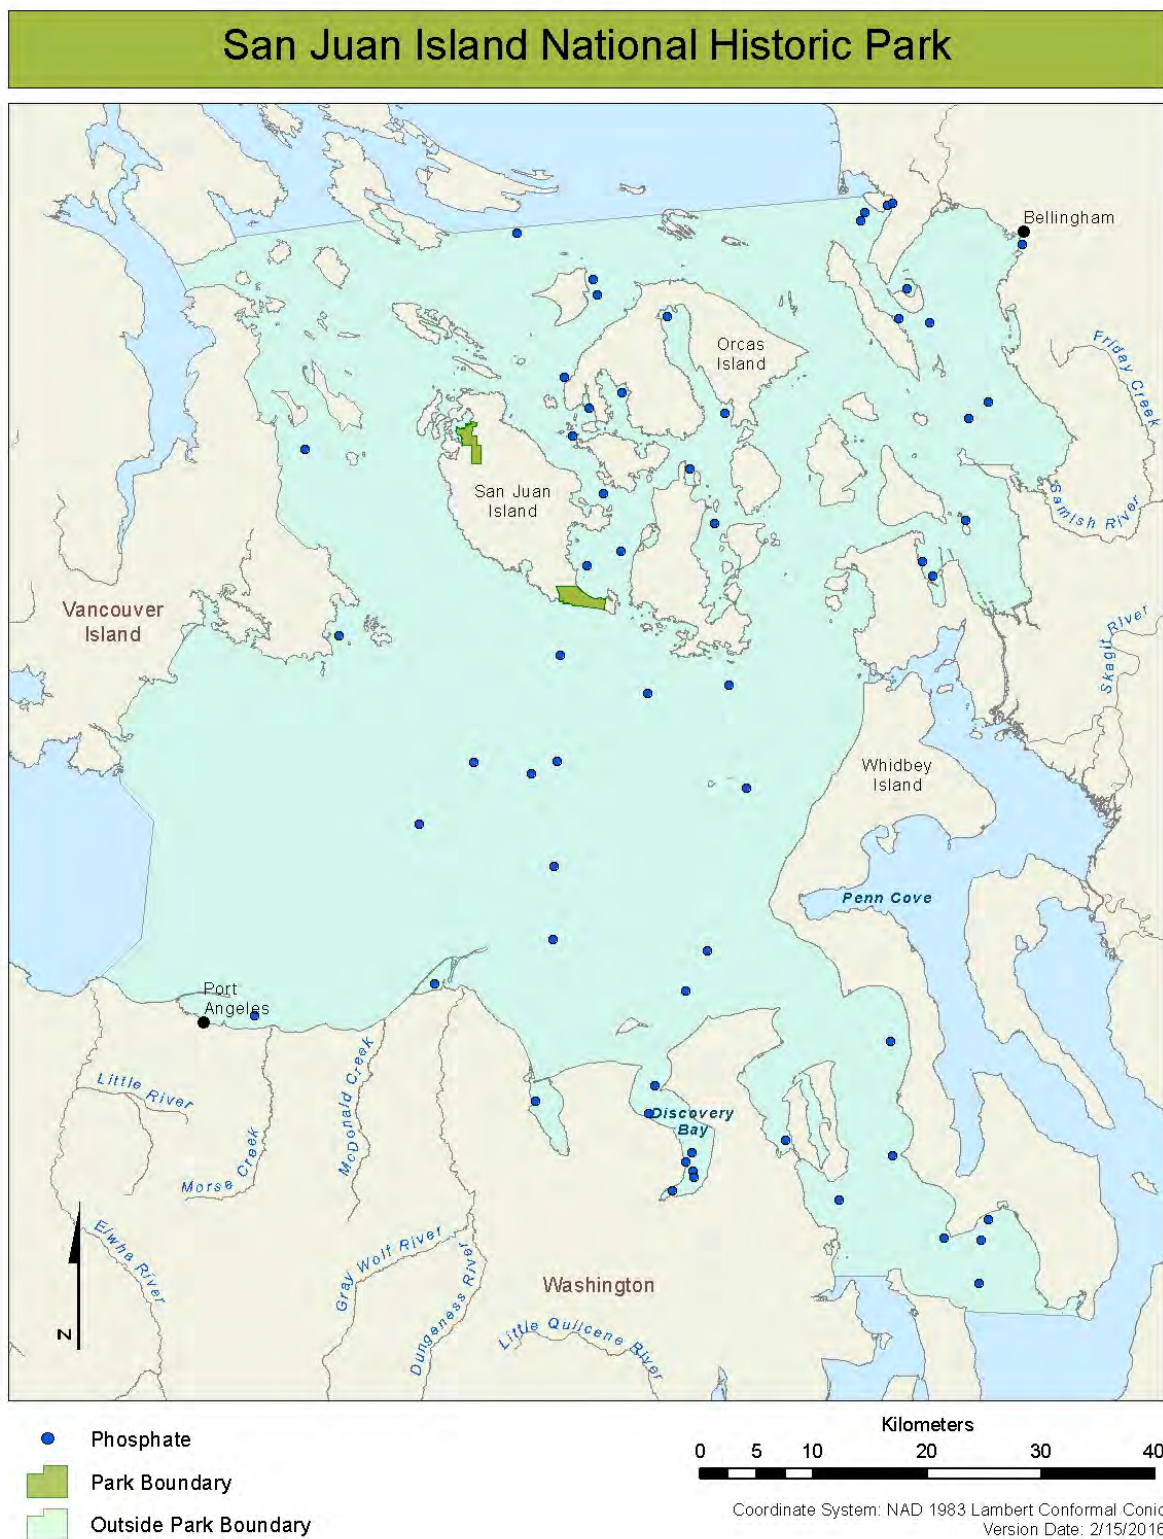 San Juan Island National Historic Park
Bellingham
Orcas
Island
Friday Creek
San Juan
Island
Samish River
Vancouver
Island
Skagit River
Whidbey
Island
Penn Cove
Port
Angeles
Little River
McDonald Creek
Discovery
Bay
Morse Creek
Elwha River
Gray Wolf River
Dungeness River
Washington
Little Quilcene River
N
Kilometers
0 5 10 20 30 40
Phosphate
Park Boundary
Outside Park Boundary
Coordinate System: NAD 1983 Lambert Conformal Conic
Version Date: 2/15/2016